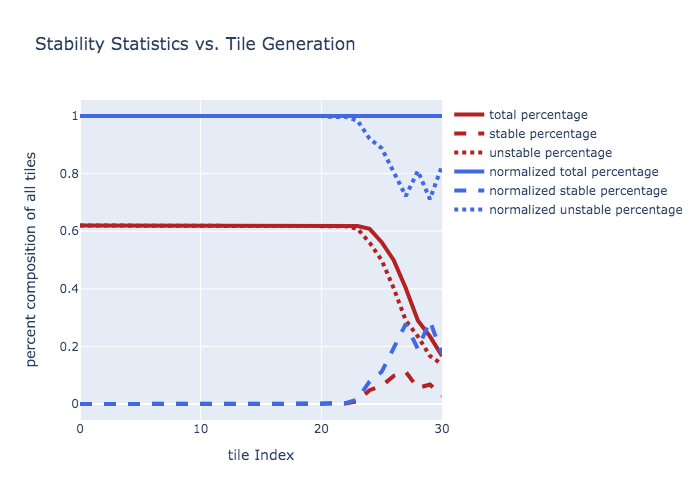 Stability Statistics vs. Tile Generation
percent composition of all tiles
1
0.8
0.6
0.4
0.2
0
0
10
20
30
tile Index
total percentage
stable percentage
unstable percentage
normalized total percentage
normalized stable percentage
normalized unstable percentage